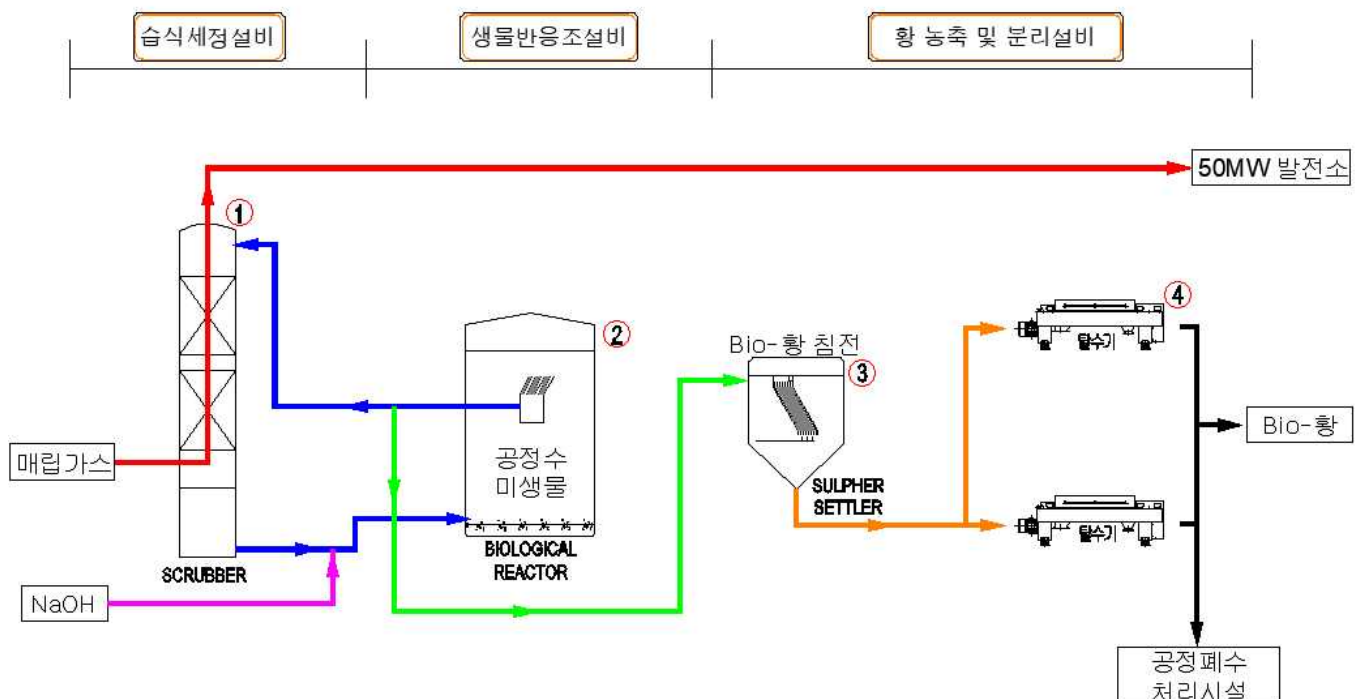 습식세정설비
생물반응조설비
황 농축 및 분리설비
50MW 발전소
①
②
Bio-황 침전
③
④
탈수기
매립가스
공정수
미생물
SULPHER
SETTLER
Bio-황
탈수기
BIOLOGICAL
REACTOR
SCRUBBER
NaOH
공정폐수
처리시설